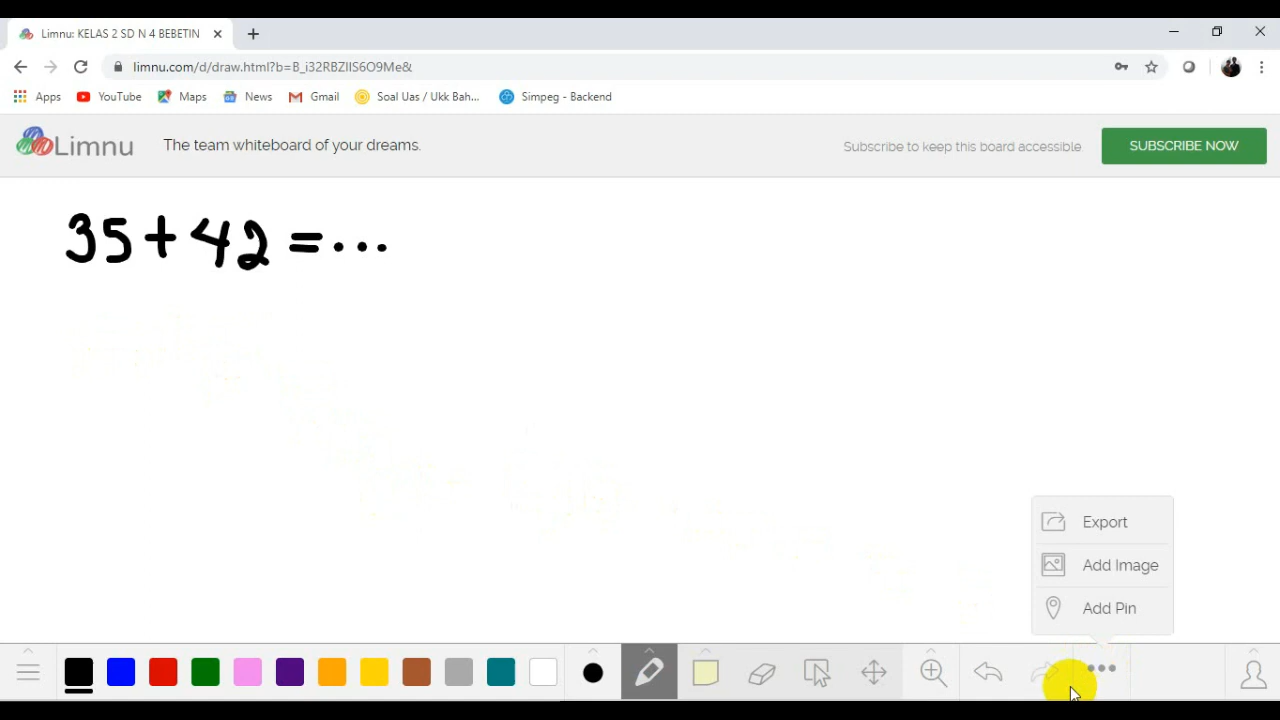 Limnu: KELAS 2 SD N 4 BEBETIN
limnu.com/d/draw.html?b=B_i32RBZIIS6O9Me&
Apps YouTube Maps News Gmail Soal Uas / Ukk Bah... Simpeg - Backend
Limnu The team whiteboard of your dreams. Subscribe to keep this board accessible SUBSCRIBE NOW
35+42=...
Export
Add Image
Add Pin